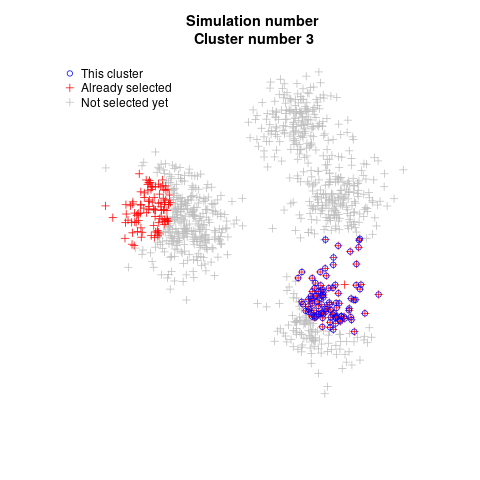 Simulation number
Cluster number 3
This cluster
Already selected
Not selected yet